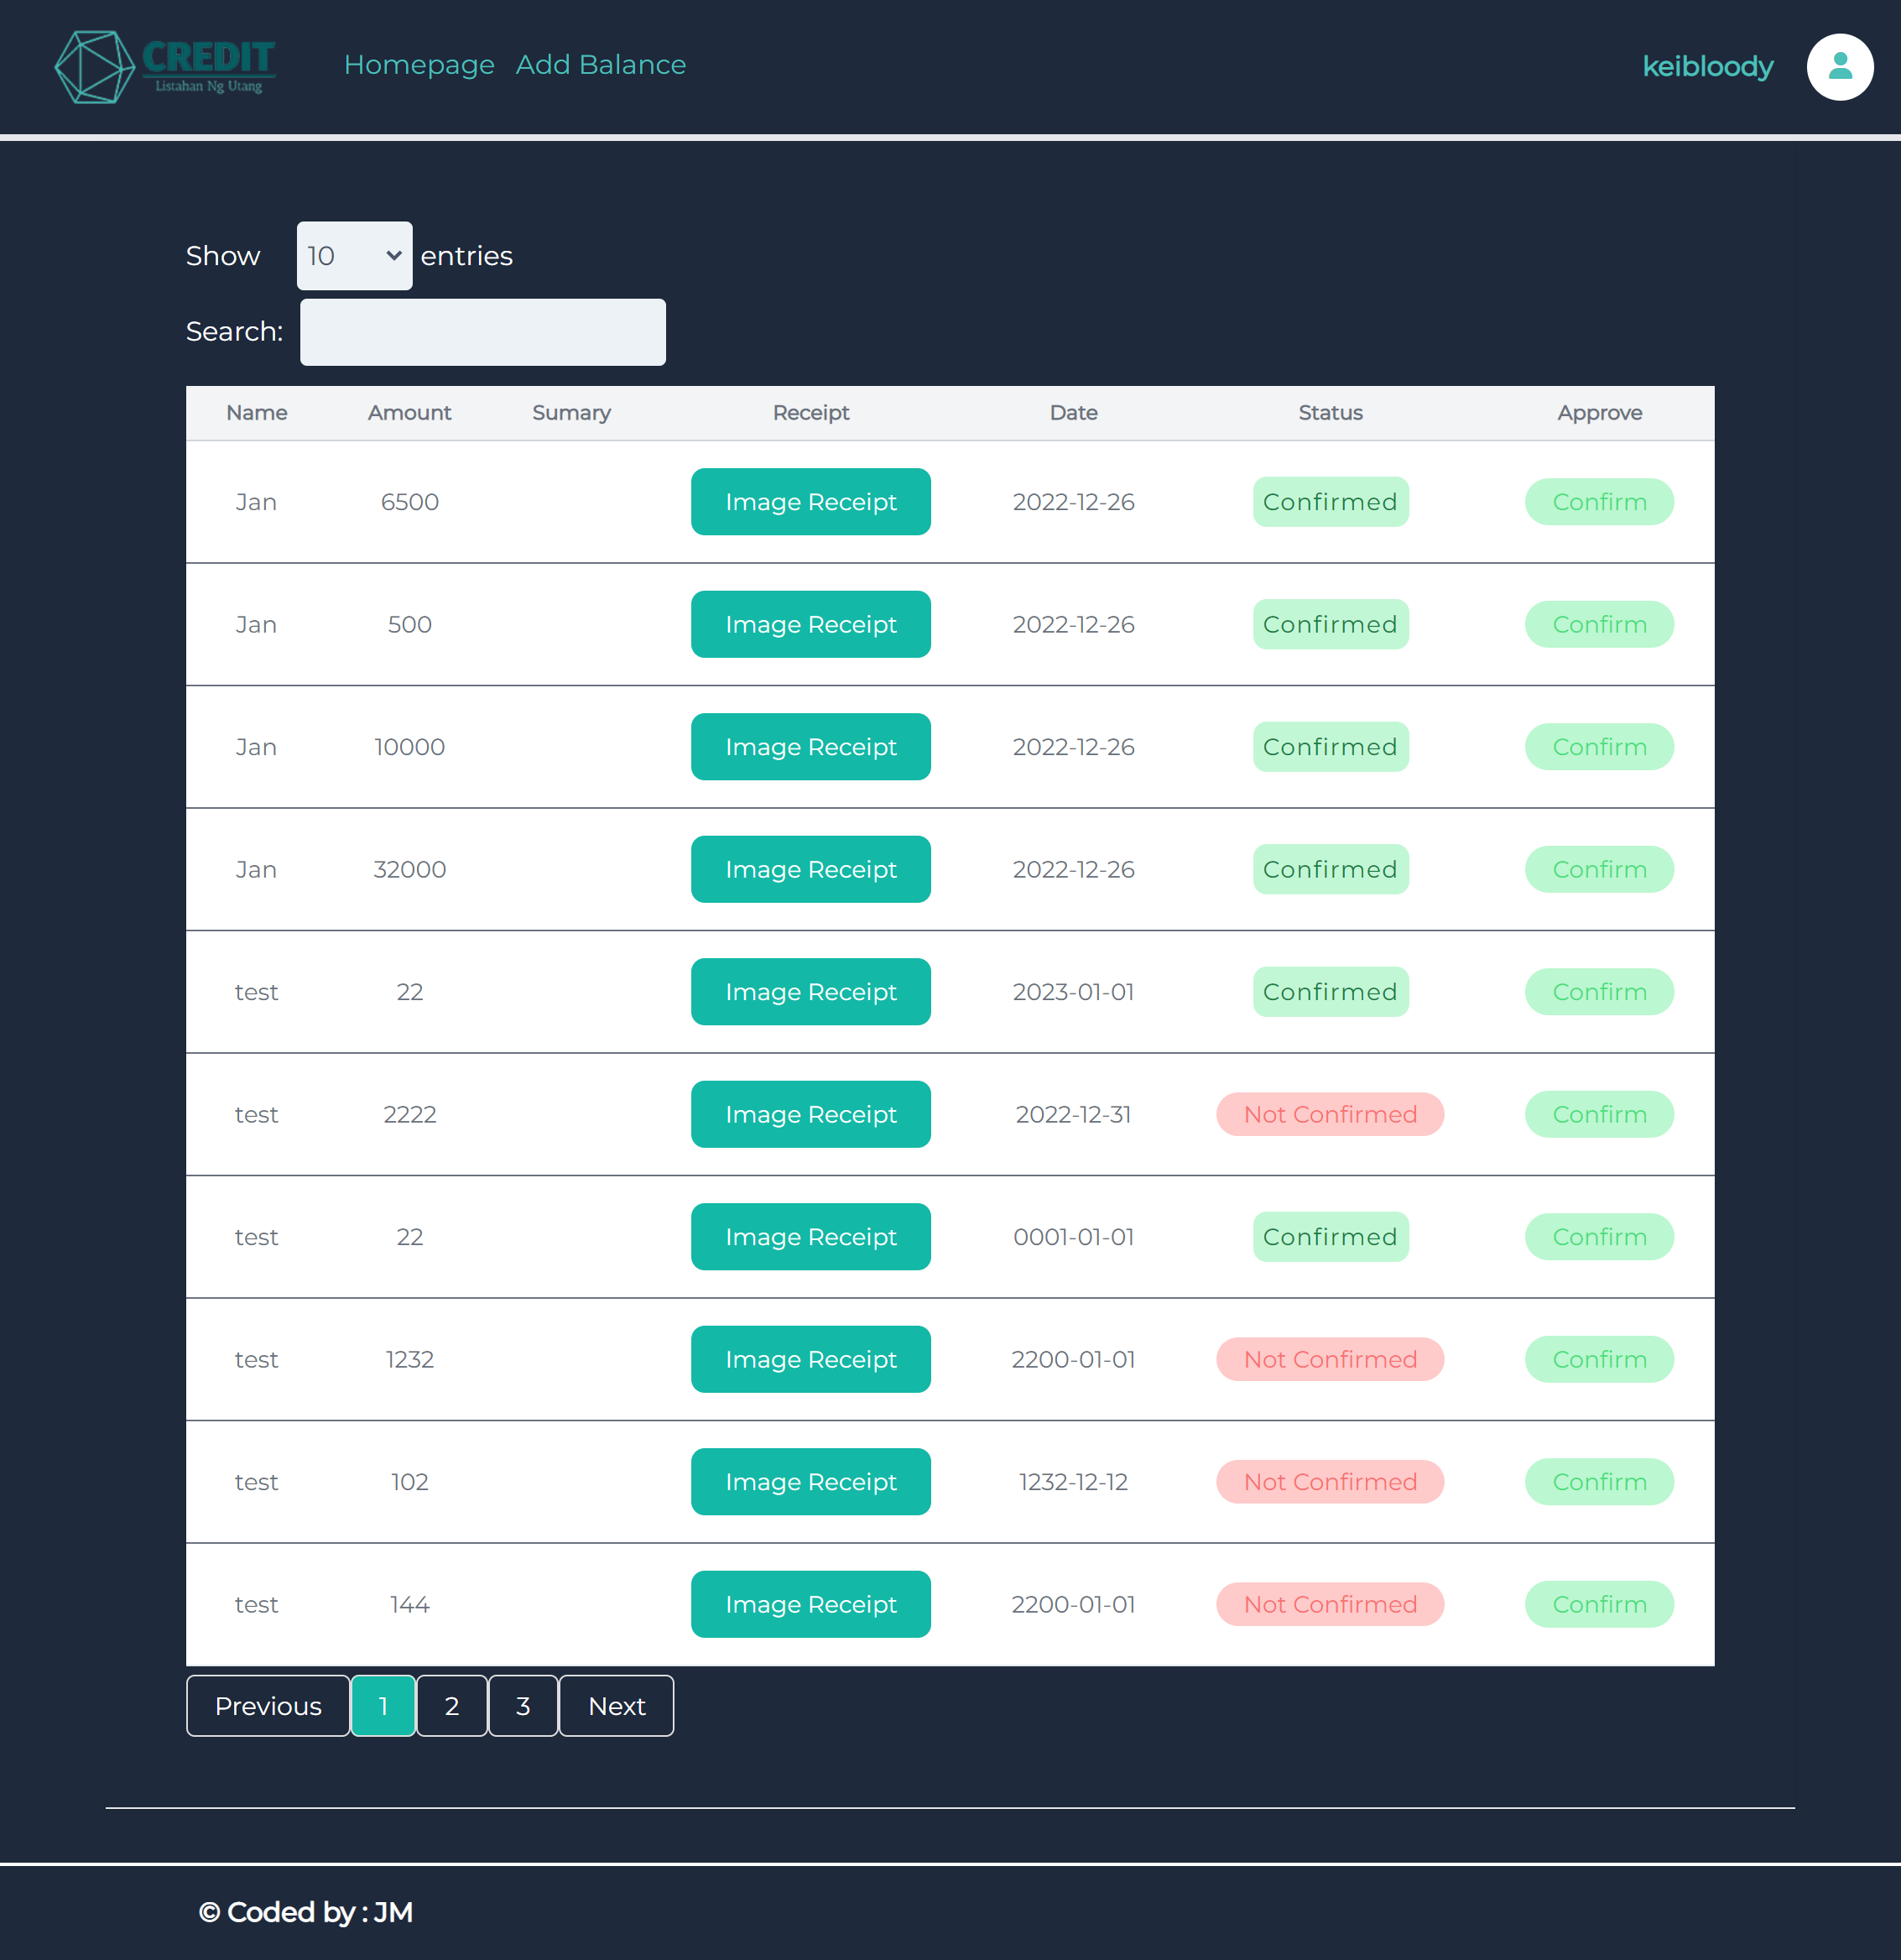 CREDIT
Listahan Ng Utang
Homepage Add Balance
keibloody
Show 10 entries
Search:
Name Amount Sumary Receipt Date Status Approve
Jan 6500 Image Receipt 2022-12-26 Confirmed Confirm
Jan 500 Image Receipt 2022-12-26 Confirmed Confirm
Jan 10000 Image Receipt 2022-12-26 Confirmed Confirm
Jan 32000 Image Receipt 2022-12-26 Confirmed Confirm
test 22 Image Receipt 2023-01-01 Confirmed Confirm
test 2222 Image Receipt 2022-12-31 Not Confirmed Confirm
test 22 Image Receipt 0001-01-01 Confirmed Confirm
test 1232 Image Receipt 2200-01-01 Not Confirmed Confirm
test 102 Image Receipt 1232-12-12 Not Confirmed Confirm
test 144 Image Receipt 2200-01-01 Not Confirmed Confirm
Previous 1 2 3 Next
© Coded by : JM